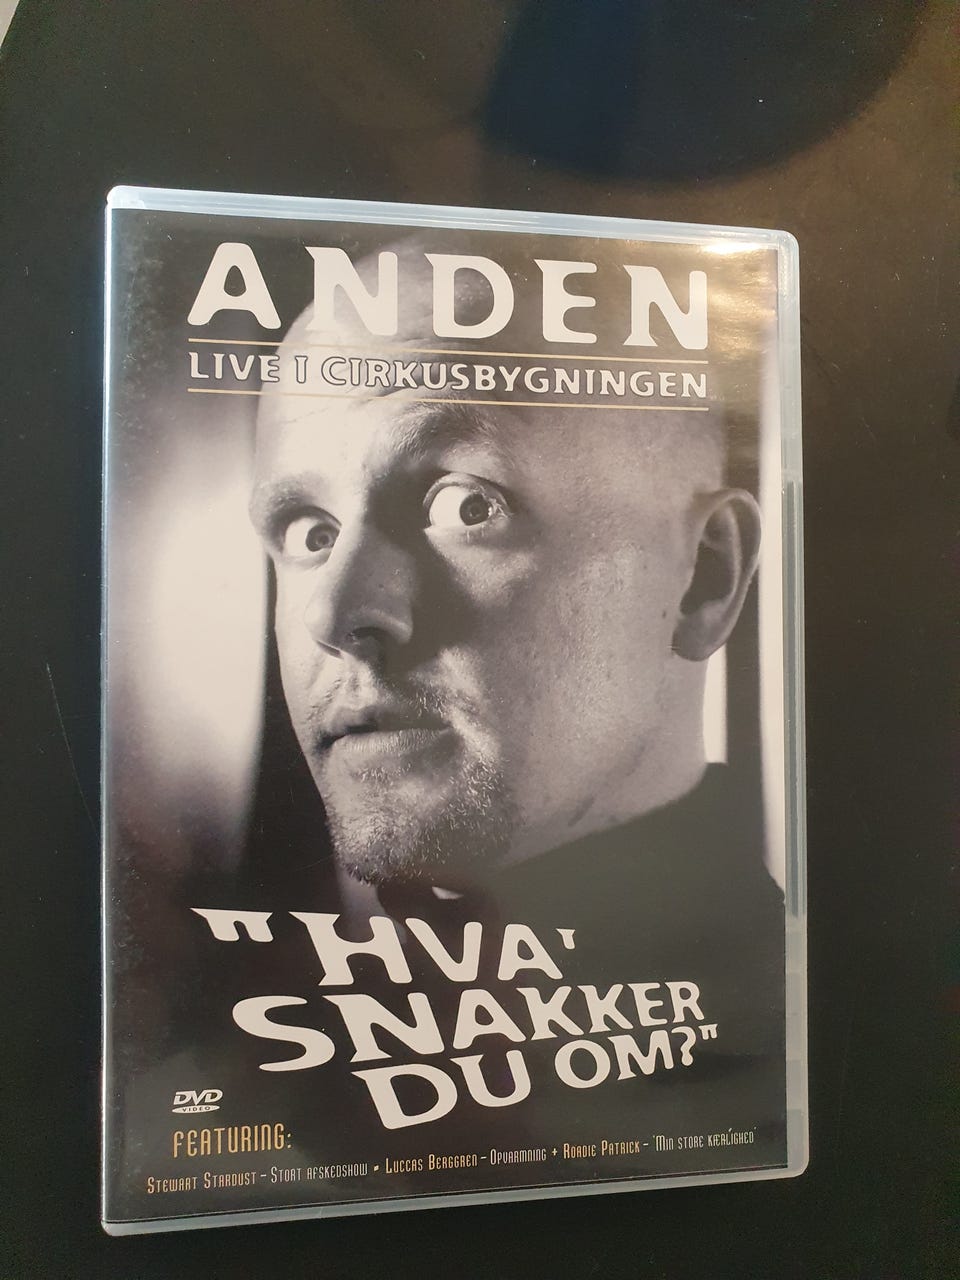 ANDEN
LIVE I CIRKUSBYGNINGEN
"HVA'
SNAKKER
DU OM?"
DVD
VIDEO
FEATURING:
STEWART STARDUST – STORT AFSKEDSHOW • LUCCAS BERGGREN – OPVARMNING + ROADIE PATRICK – 'MIN STORE KÆRLIGHED'